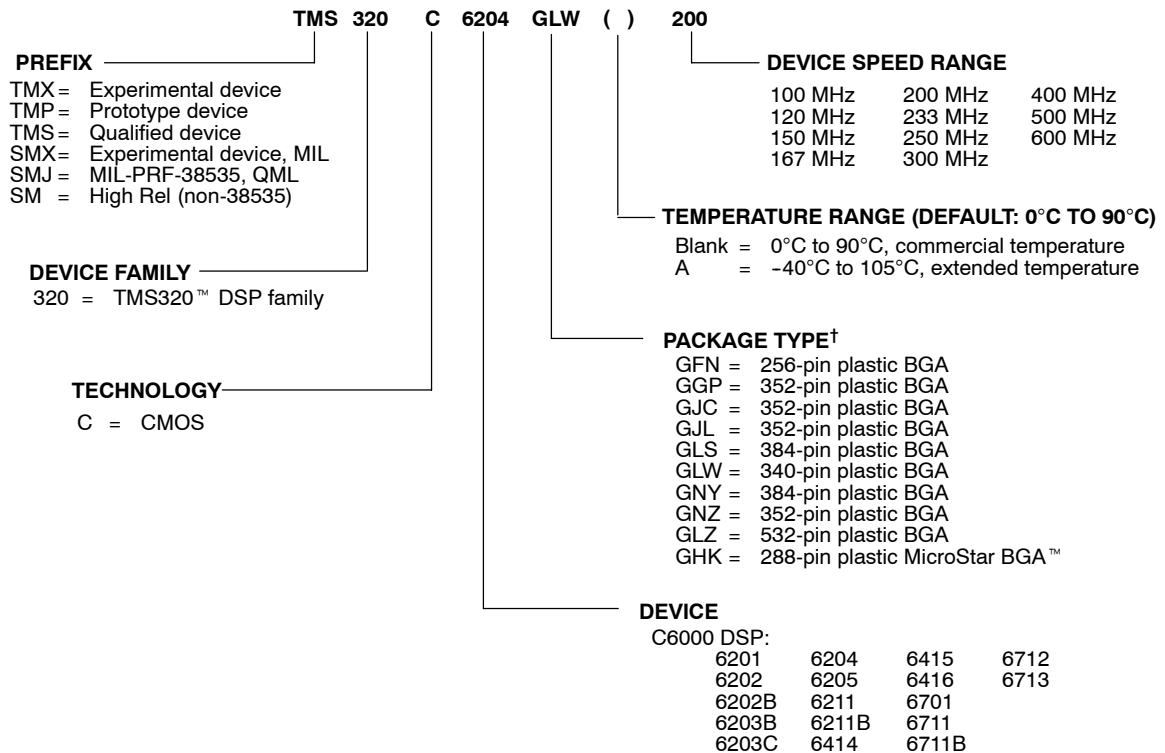 TMS 320 C 6204 GLW ( ) 200
PREFIX
TMX = Experimental device
TMP = Prototype device
TMS = Qualified device
SMX = Experimental device, MIL
SMJ = MIL-PRF-38535, QML
SM = High Rel (non-38535)
DEVICE SPEED RANGE
100 MHz 200 MHz 400 MHz
120 MHz 233 MHz 500 MHz
150 MHz 250 MHz 600 MHz
167 MHz 300 MHz
TEMPERATURE RANGE (DEFAULT: 0°C TO 90°C)
Blank = 0°C to 90°C, commercial temperature
A = -40°C to 105°C, extended temperature
DEVICE FAMILY
320 = TMS320™ DSP family
PACKAGE TYPE†
GFN = 256-pin plastic BGA
GGP = 352-pin plastic BGA
GJC = 352-pin plastic BGA
GJL = 352-pin plastic BGA
GLS = 384-pin plastic BGA
GLW = 340-pin plastic BGA
GNY = 384-pin plastic BGA
GNZ = 352-pin plastic BGA
GLZ = 532-pin plastic BGA
GHK = 288-pin plastic MicroStar BGA™
TECHNOLOGY
C = CMOS
DEVICE
C6000 DSP:
6201 6204 6415 6712
6202 6205 6416 6713
6202B 6211 6701
6203B 6211B 6711
6203C 6414 6711B